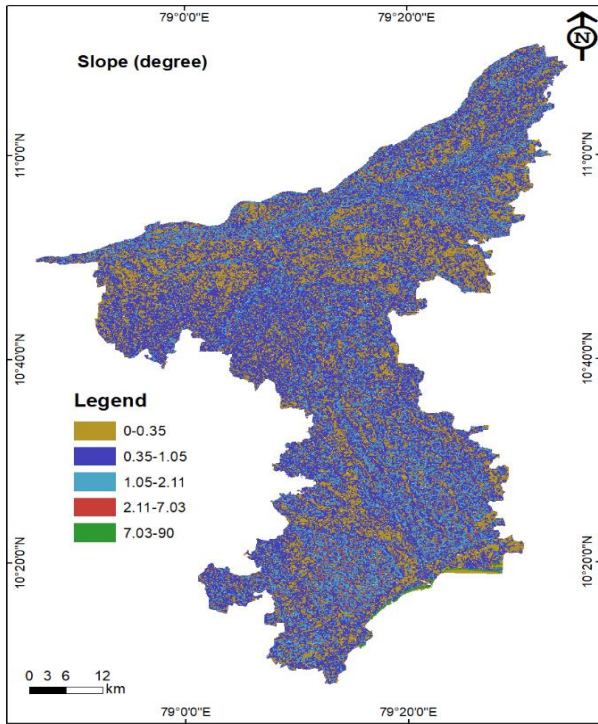 79°0'0"E 79°20'0"E
Slope (degree)
N
11°0'0"N 11°0'0"N
10°40'0"N 10°40'0"N
Legend
0-0.35
0.35-1.05
1.05-2.11
2.11-7.03
7.03-90
10°20'0"N 10°20'0"N
0 3 6 12
km
79°0'0"E 79°20'0"E